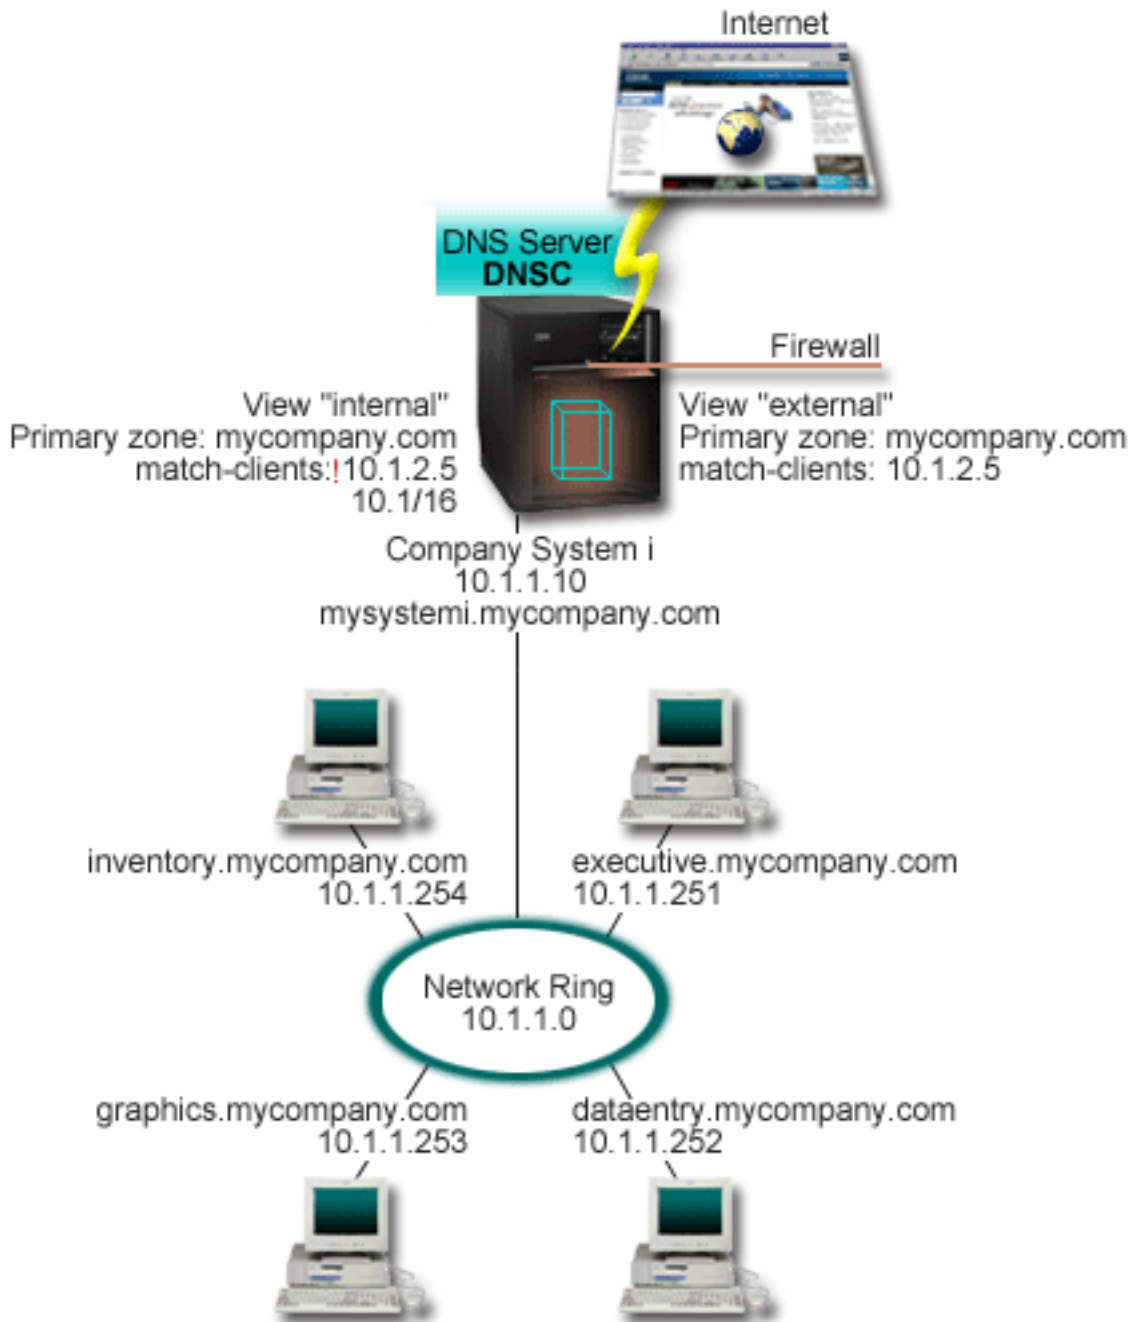 Internet
DNS Server
DNSC
Firewall
View "internal"
Primary zone: mycompany.com
match-clients:!10.1.2.5
10.1/16
View "external"
Primary zone: mycompany.com
match-clients: 10.1.2.5
Company System i
10.1.1.10
mysystemi.mycompany.com
inventory.mycompany.com
10.1.1.254
executive.mycompany.com
10.1.1.251
Network Ring
10.1.1.0
graphics.mycompany.com
10.1.1.253
dataentry.mycompany.com
10.1.1.252